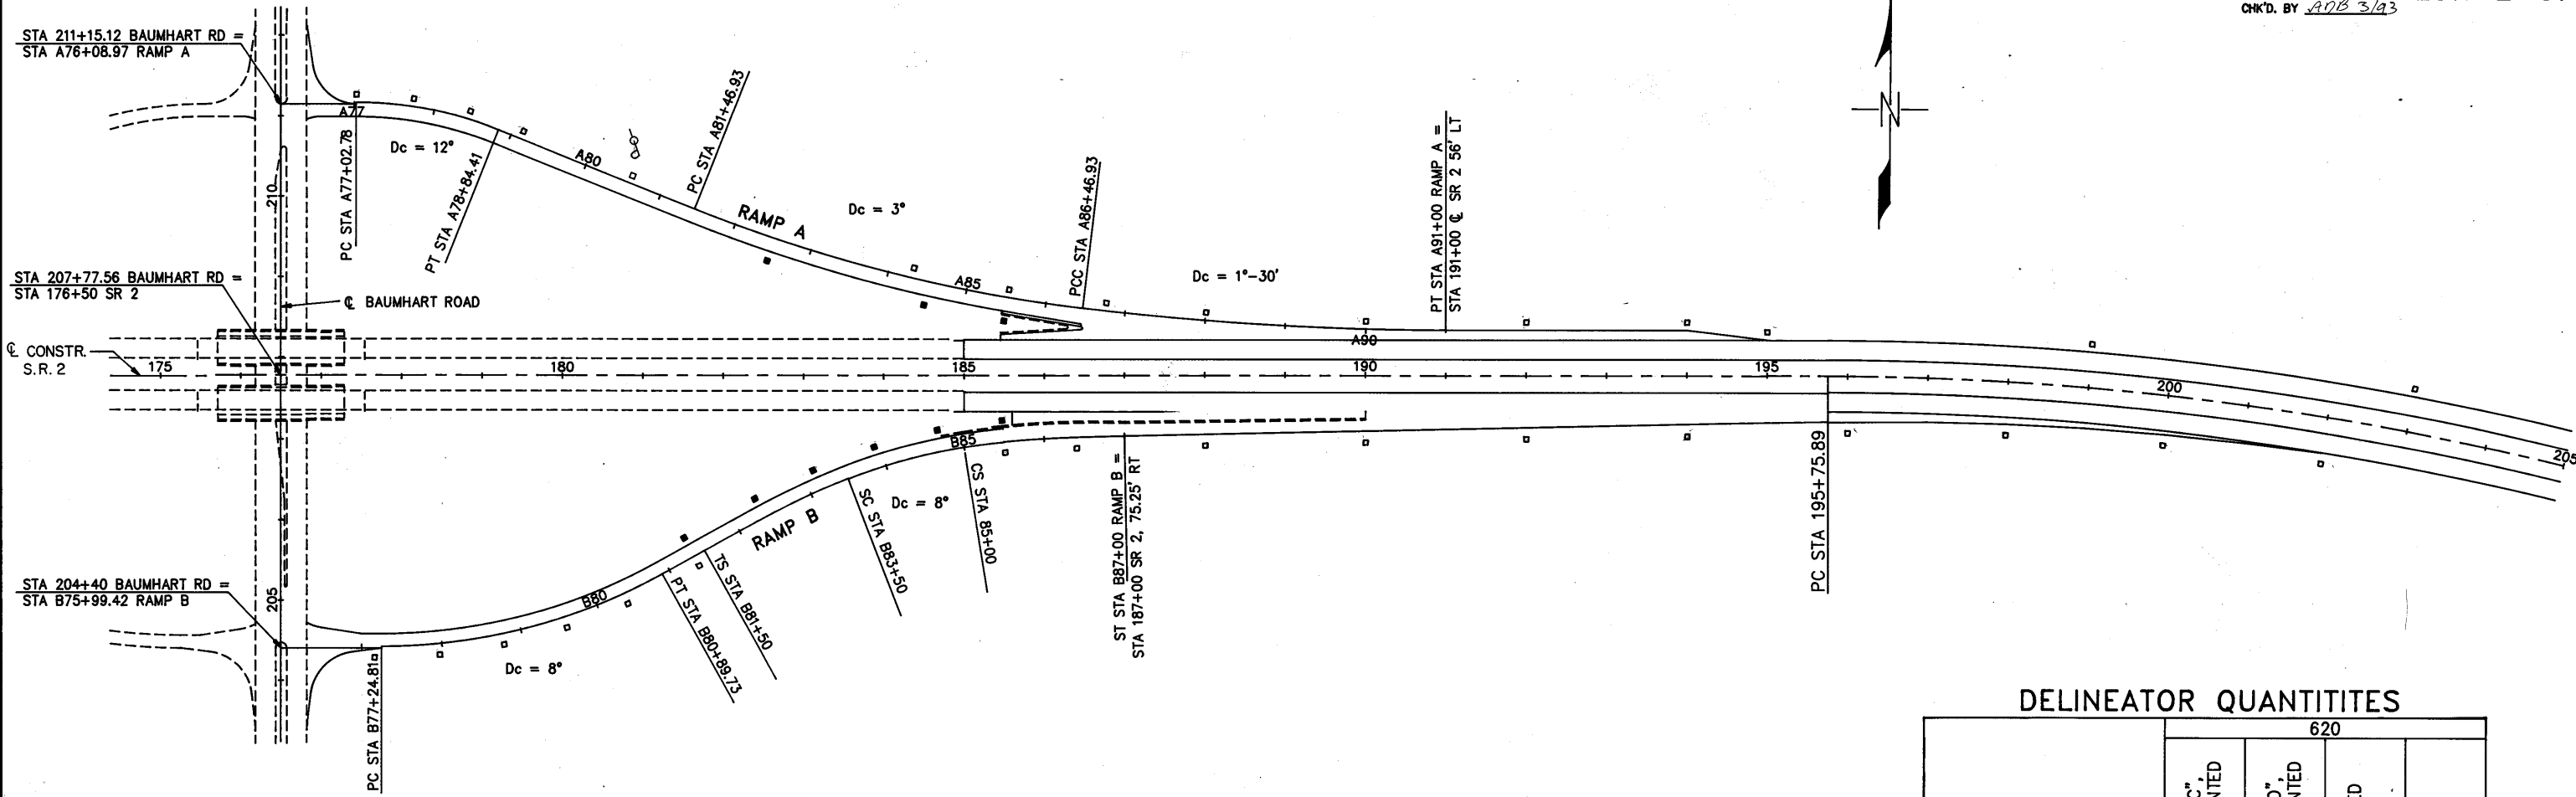 CHK'D. BY ADB 3/93
STA 211+15.12 BAUMHART RD =
STA A76+08.97 RAMP A
A77
PC STA A77+02.78
Dc = 12°
PT STA A78+84.41
A80
PC STA A81+46.93
RAMP A
Dc = 3°
A85
PCC STA A86+46.93
Dc = 1°-30'
PT STA A91+00 RAMP A =
STA 191+00 ℄ SR 2 56' LT
N
210
STA 207+77.56 BAUMHART RD =
STA 176+50 SR 2
℄ BAUMHART ROAD
℄ CONSTR.
S.R. 2
175
180
185
A90
190
195
200
205
B85
CS STA 85+00
SC STA B83+50
Dc = 8°
RAMP B
TS STA B81+50
PT STA B80+89.73
B80
ST STA B87+00 RAMP B =
STA 187+00 SR 2, 75.25' RT
PC STA 195+75.89
STA 204+40 BAUMHART RD =
STA B75+99.42 RAMP B
205
PC STA B77+24.81
Dc = 8°
DELINEATOR QUANTITITES
620